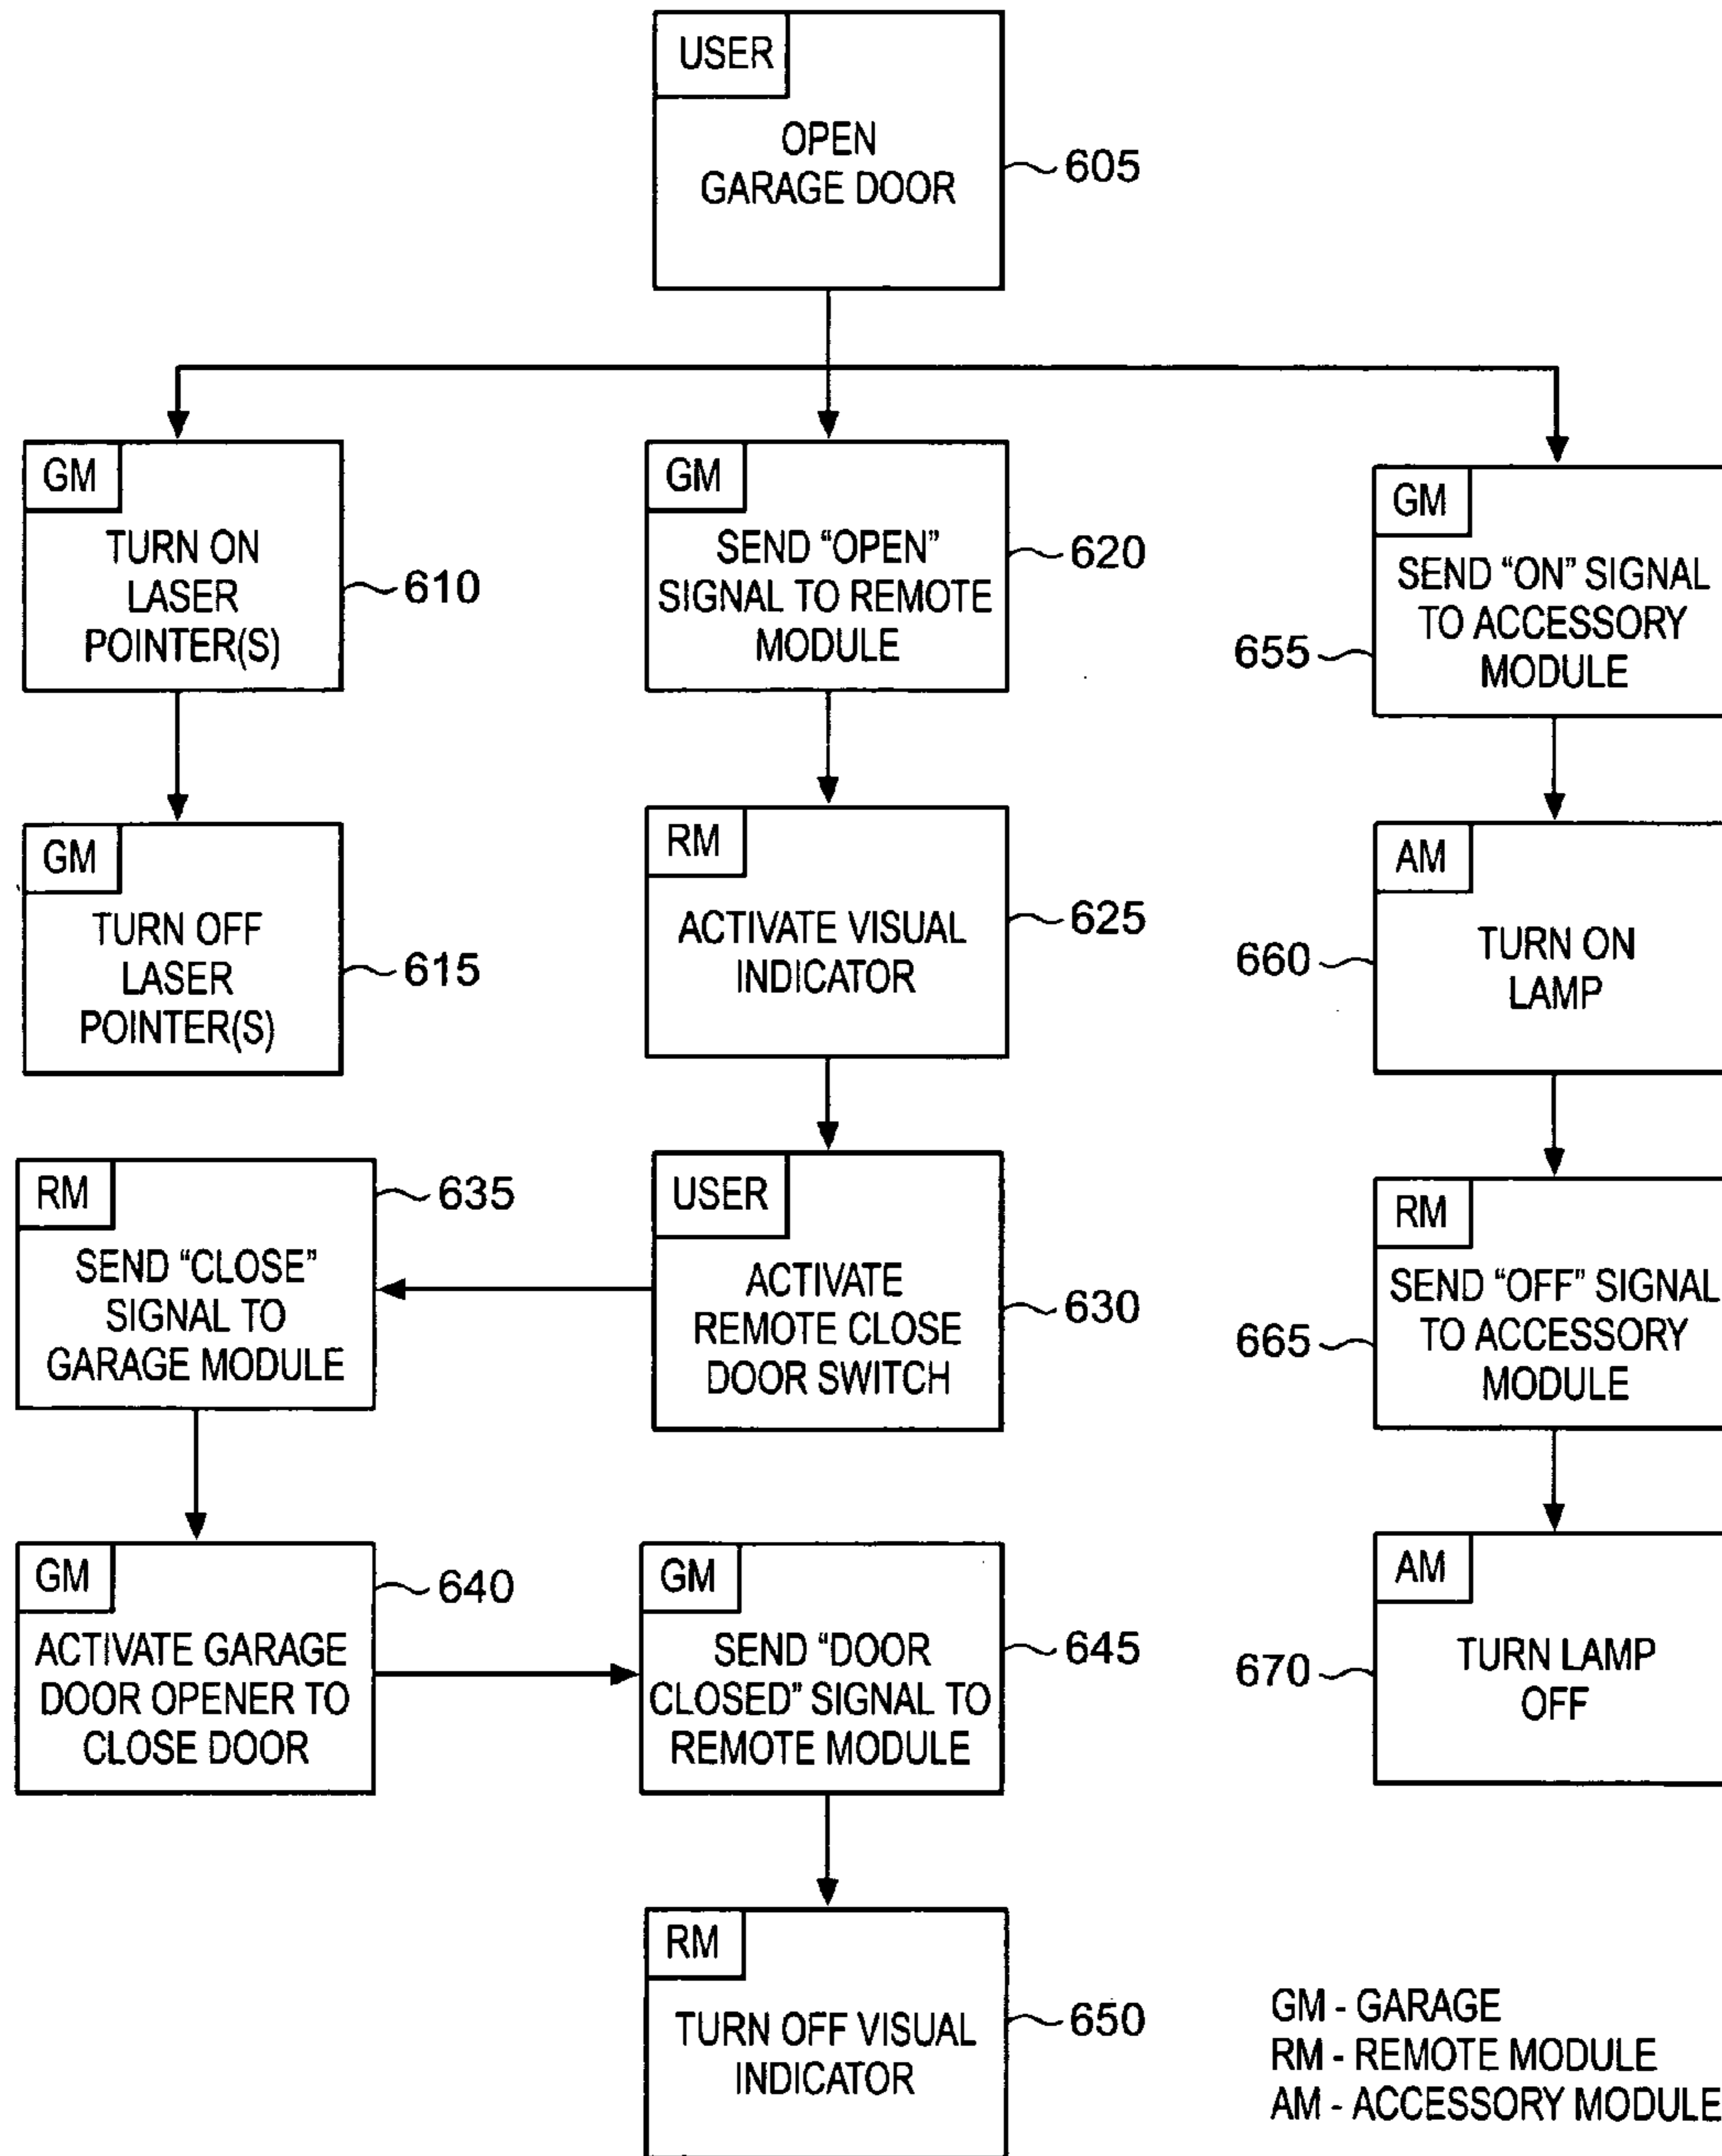 USER
OPEN
GARAGE DOOR
605
GM
TURN ON
LASER
POINTER(S)
610
GM
SEND “OPEN”
SIGNAL TO REMOTE
MODULE
620
GM
SEND “ON” SIGNAL
TO ACCESSORY
MODULE
655
GM
TURN OFF
LASER
POINTER(S)
615
RM
ACTIVATE VISUAL
INDICATOR
625
AM
TURN ON
LAMP
660
RM
SEND “CLOSE”
SIGNAL TO
GARAGE MODULE
635
USER
ACTIVATE
REMOTE CLOSE
DOOR SWITCH
630
RM
SEND “OFF” SIGNAL
TO ACCESSORY
MODULE
665
GM
ACTIVATE GARAGE
DOOR OPENER TO
CLOSE DOOR
640
GM
SEND “DOOR
CLOSED” SIGNAL TO
REMOTE MODULE
645
AM
TURN LAMP
OFF
670
RM
TURN OFF VISUAL
INDICATOR
650
GM - GARAGE
RM - REMOTE MODULE
AM - ACCESSORY MODULE